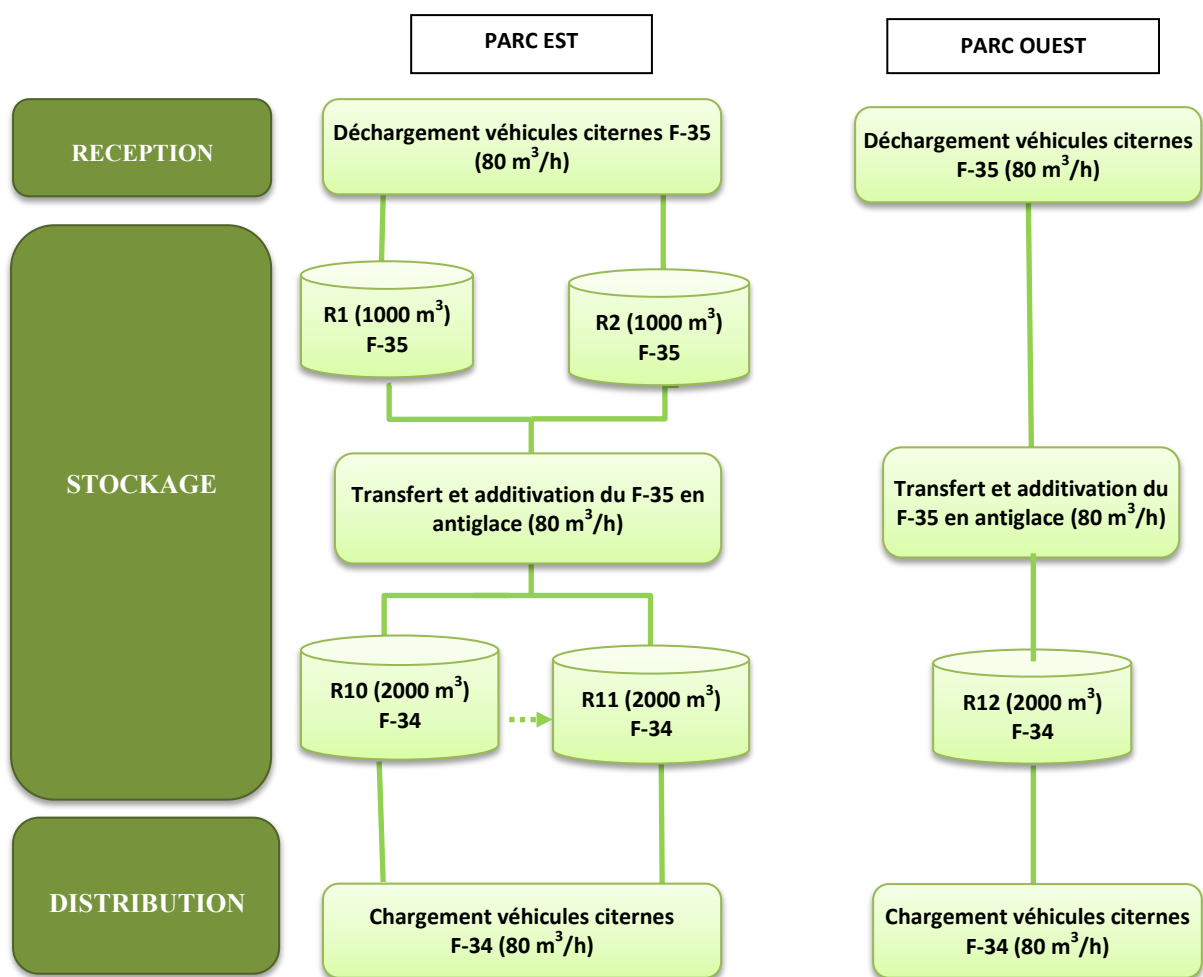 PARC EST
PARC OUEST
RECEPTION
Déchargement véhicules citernes F-35
(80 m³/h)
Déchargement véhicules citernes
F-35 (80 m³/h)
STOCKAGE
R1 (1000 m³)
F-35
R2 (1000 m³)
F-35
Transfert et additivation du F-35 en
antiglace (80 m³/h)
Transfert et additivation du
F-35 en antiglace (80 m³/h)
R10 (2000 m³)
F-34
R11 (2000 m³)
F-34
R12 (2000 m³)
F-34
DISTRIBUTION
Chargement véhicules citernes
F-34 (80 m³/h)
Chargement véhicules citernes
F-34 (80 m³/h)